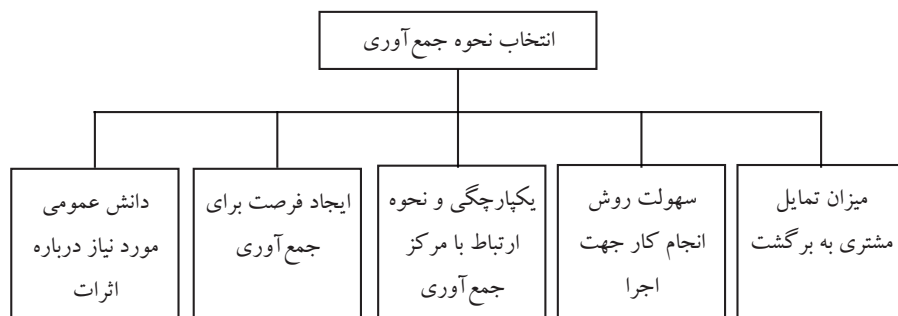 انتخاب نحوه جمع‌آوری
میزان تمایل
مشتری به برگشت
سهولت روش
انجام کار جهت
اجرا
یکپارچگی و نحوه
ارتباط با مرکز
جمع‌آوری
ایجاد فرصت برای
جمع‌آوری
دانش عمومی
مورد نیاز درباره
اثرات